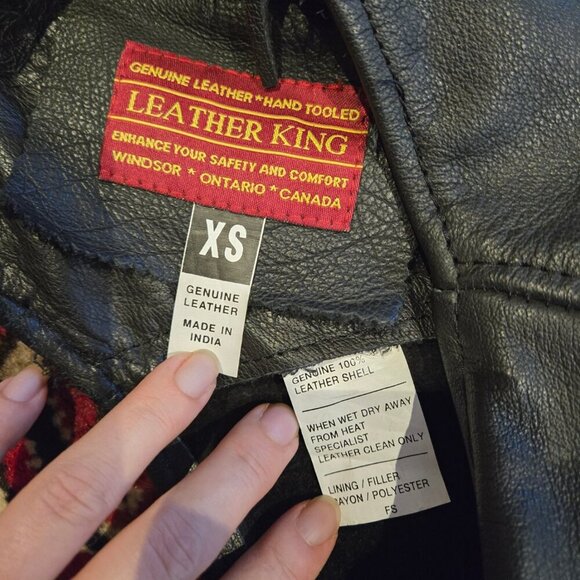 GENUINE LEATHER * HAND TOOLED
LEATHER KING
ENHANCE YOUR SAFETY AND COMFORT
WINDSOR * ONTARIO * CANADA
XS
GENUINE
LEATHER
MADE IN
INDIA
GENUINE 100%
LEATHER SHELL
WHEN WET DRY AWAY
FROM HEAT
SPECIALIST
LEATHER CLEAN ONLY
LINING / FILLER
RAYON / POLYESTER
FS